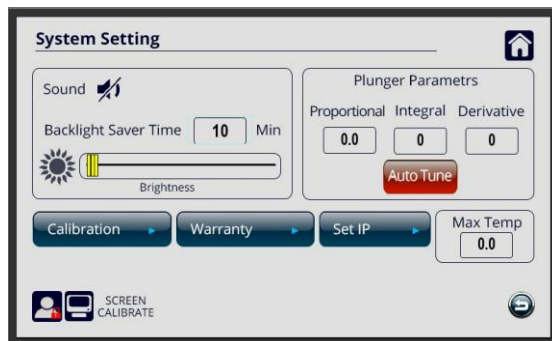 System Setting
Sound
Backlight Saver Time 10 Min
Brightness
Plunger Parametrs
Proportional Integral Derivative
0.0 0 0
Auto Tune
Calibration Warranty Set IP
Max Temp
0.0
SCREEN
CALIBRATE